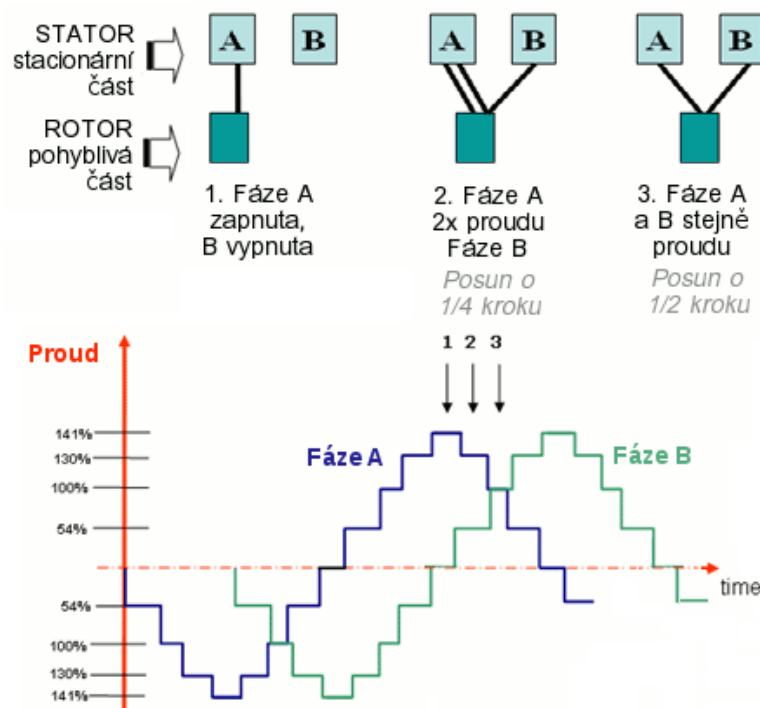 STATOR
stacionární
část
A
B
A
B
A
B
ROTOR
pohyblivá
část
1. Fáze A
zapnuta,
B vypnuta
2. Fáze A
2x proudu
Fáze B
Posun o
1/4 kroku
3. Fáze A
a B stejně
proudu
Posun o
1/2 kroku
Proud
1 2 3
141%
130%
100%
54%
Fáze A
Fáze B
time
54%
100%
130%
141%